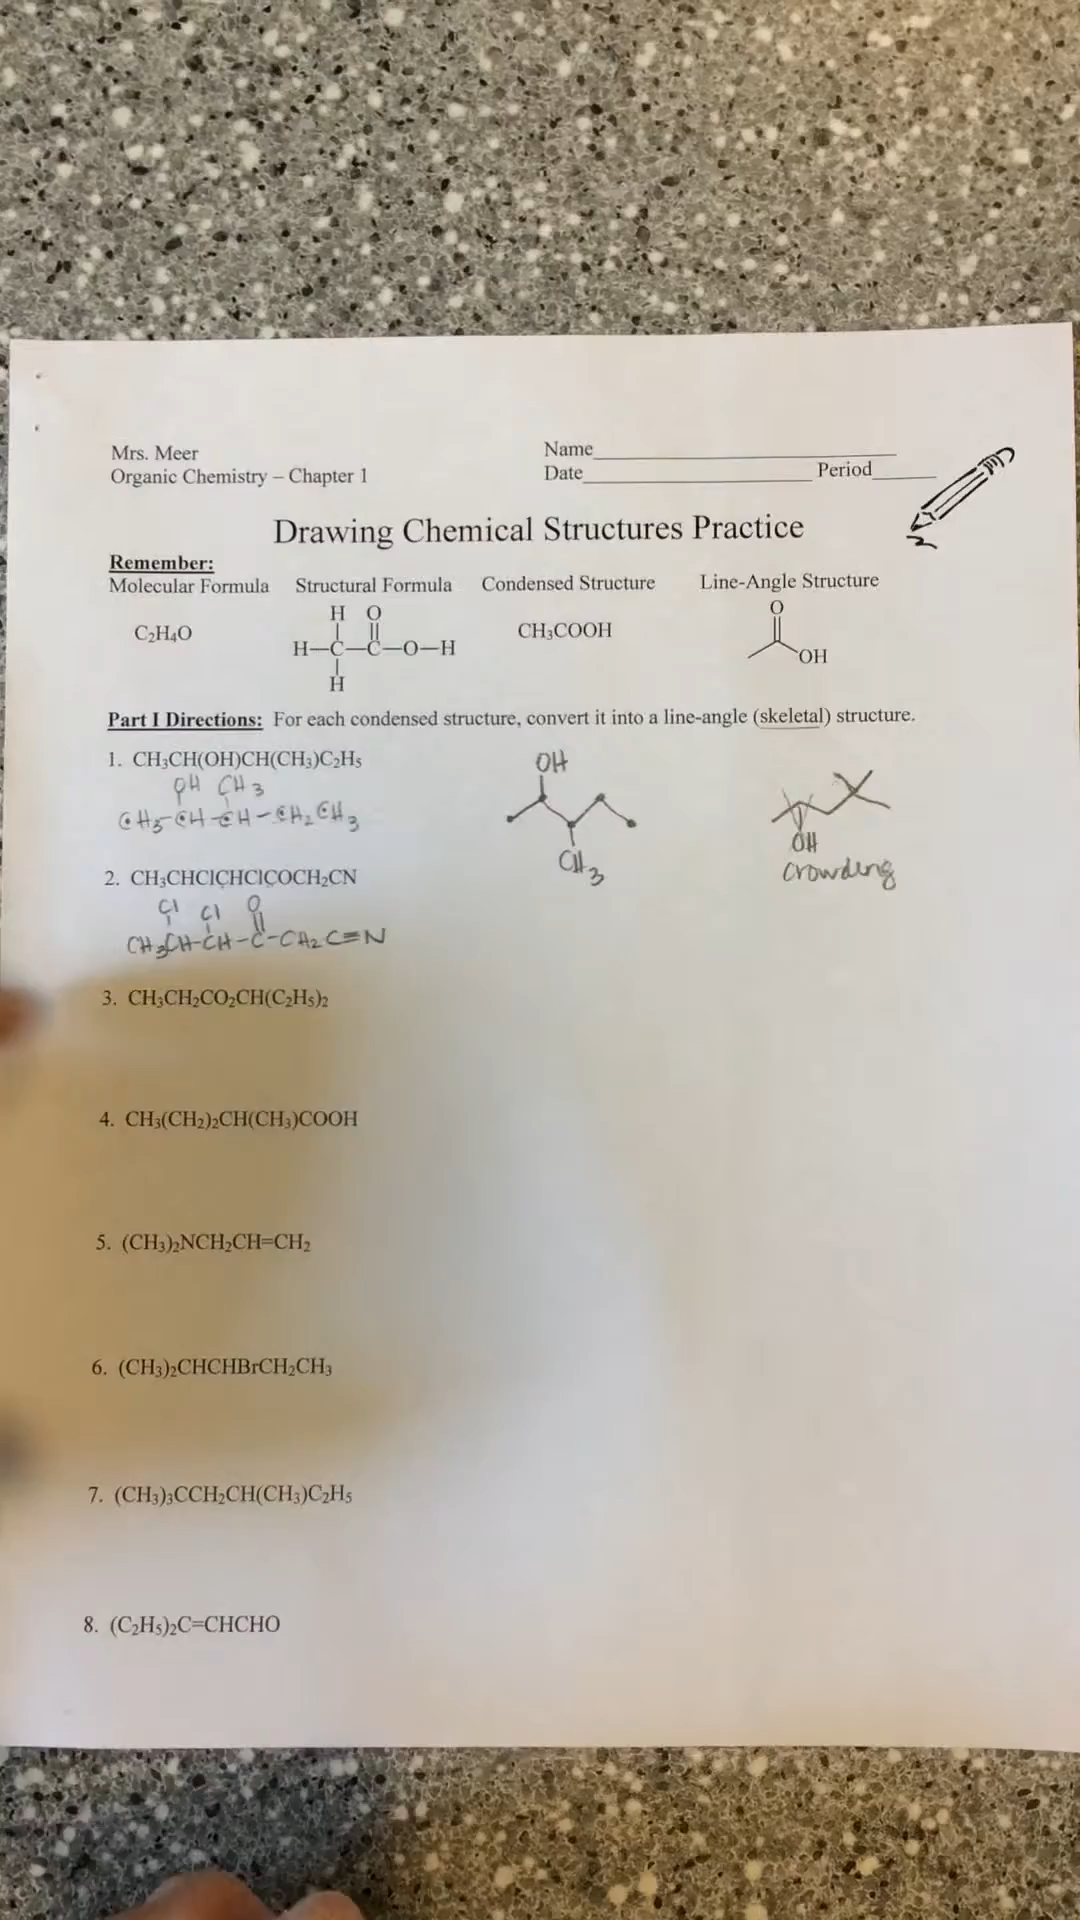 Mrs. Meer
Organic Chemistry – Chapter 1
Name
Date Period
Drawing Chemical Structures Practice
Remember:
Molecular Formula Structural Formula Condensed Structure Line-Angle Structure
C₂H₄O
H O
H–C–C–O–H
H
CH₃COOH
O
OH
Part I Directions: For each condensed structure, convert it into a line-angle (skeletal) structure.
1. CH₃CH(OH)CH(CH₃)C₂H₅
OH CH₃
CH₃-CH-CH-CH₂CH₃
OH
CH₃
OH
crowding
2. CH₃CHClCHClCOCH₂CN
Cl Cl O
CH₃CH-CH-C-CH₂C≡N
3. CH₃CH₂CO₂CH(C₂H₅)₂
4. CH₃(CH₂)₂CH(CH₃)COOH
5. (CH₃)₂NCH₂CH=CH₂
6. (CH₃)₂CHCHBrCH₂CH₃
7. (CH₃)₃CCH₂CH(CH₃)C₂H₅
8. (C₂H₅)₂C=CHCHO